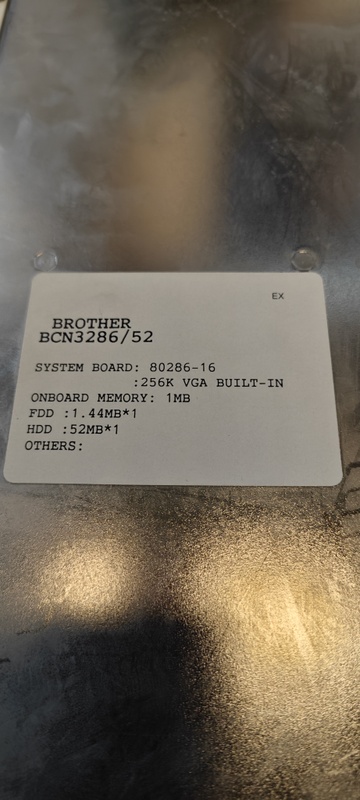 EX
BROTHER
BCN3286/52
SYSTEM BOARD: 80286-16
:256K VGA BUILT-IN
ONBOARD MEMORY: 1MB
FDD :1.44MB*1
HDD :52MB*1
OTHERS: